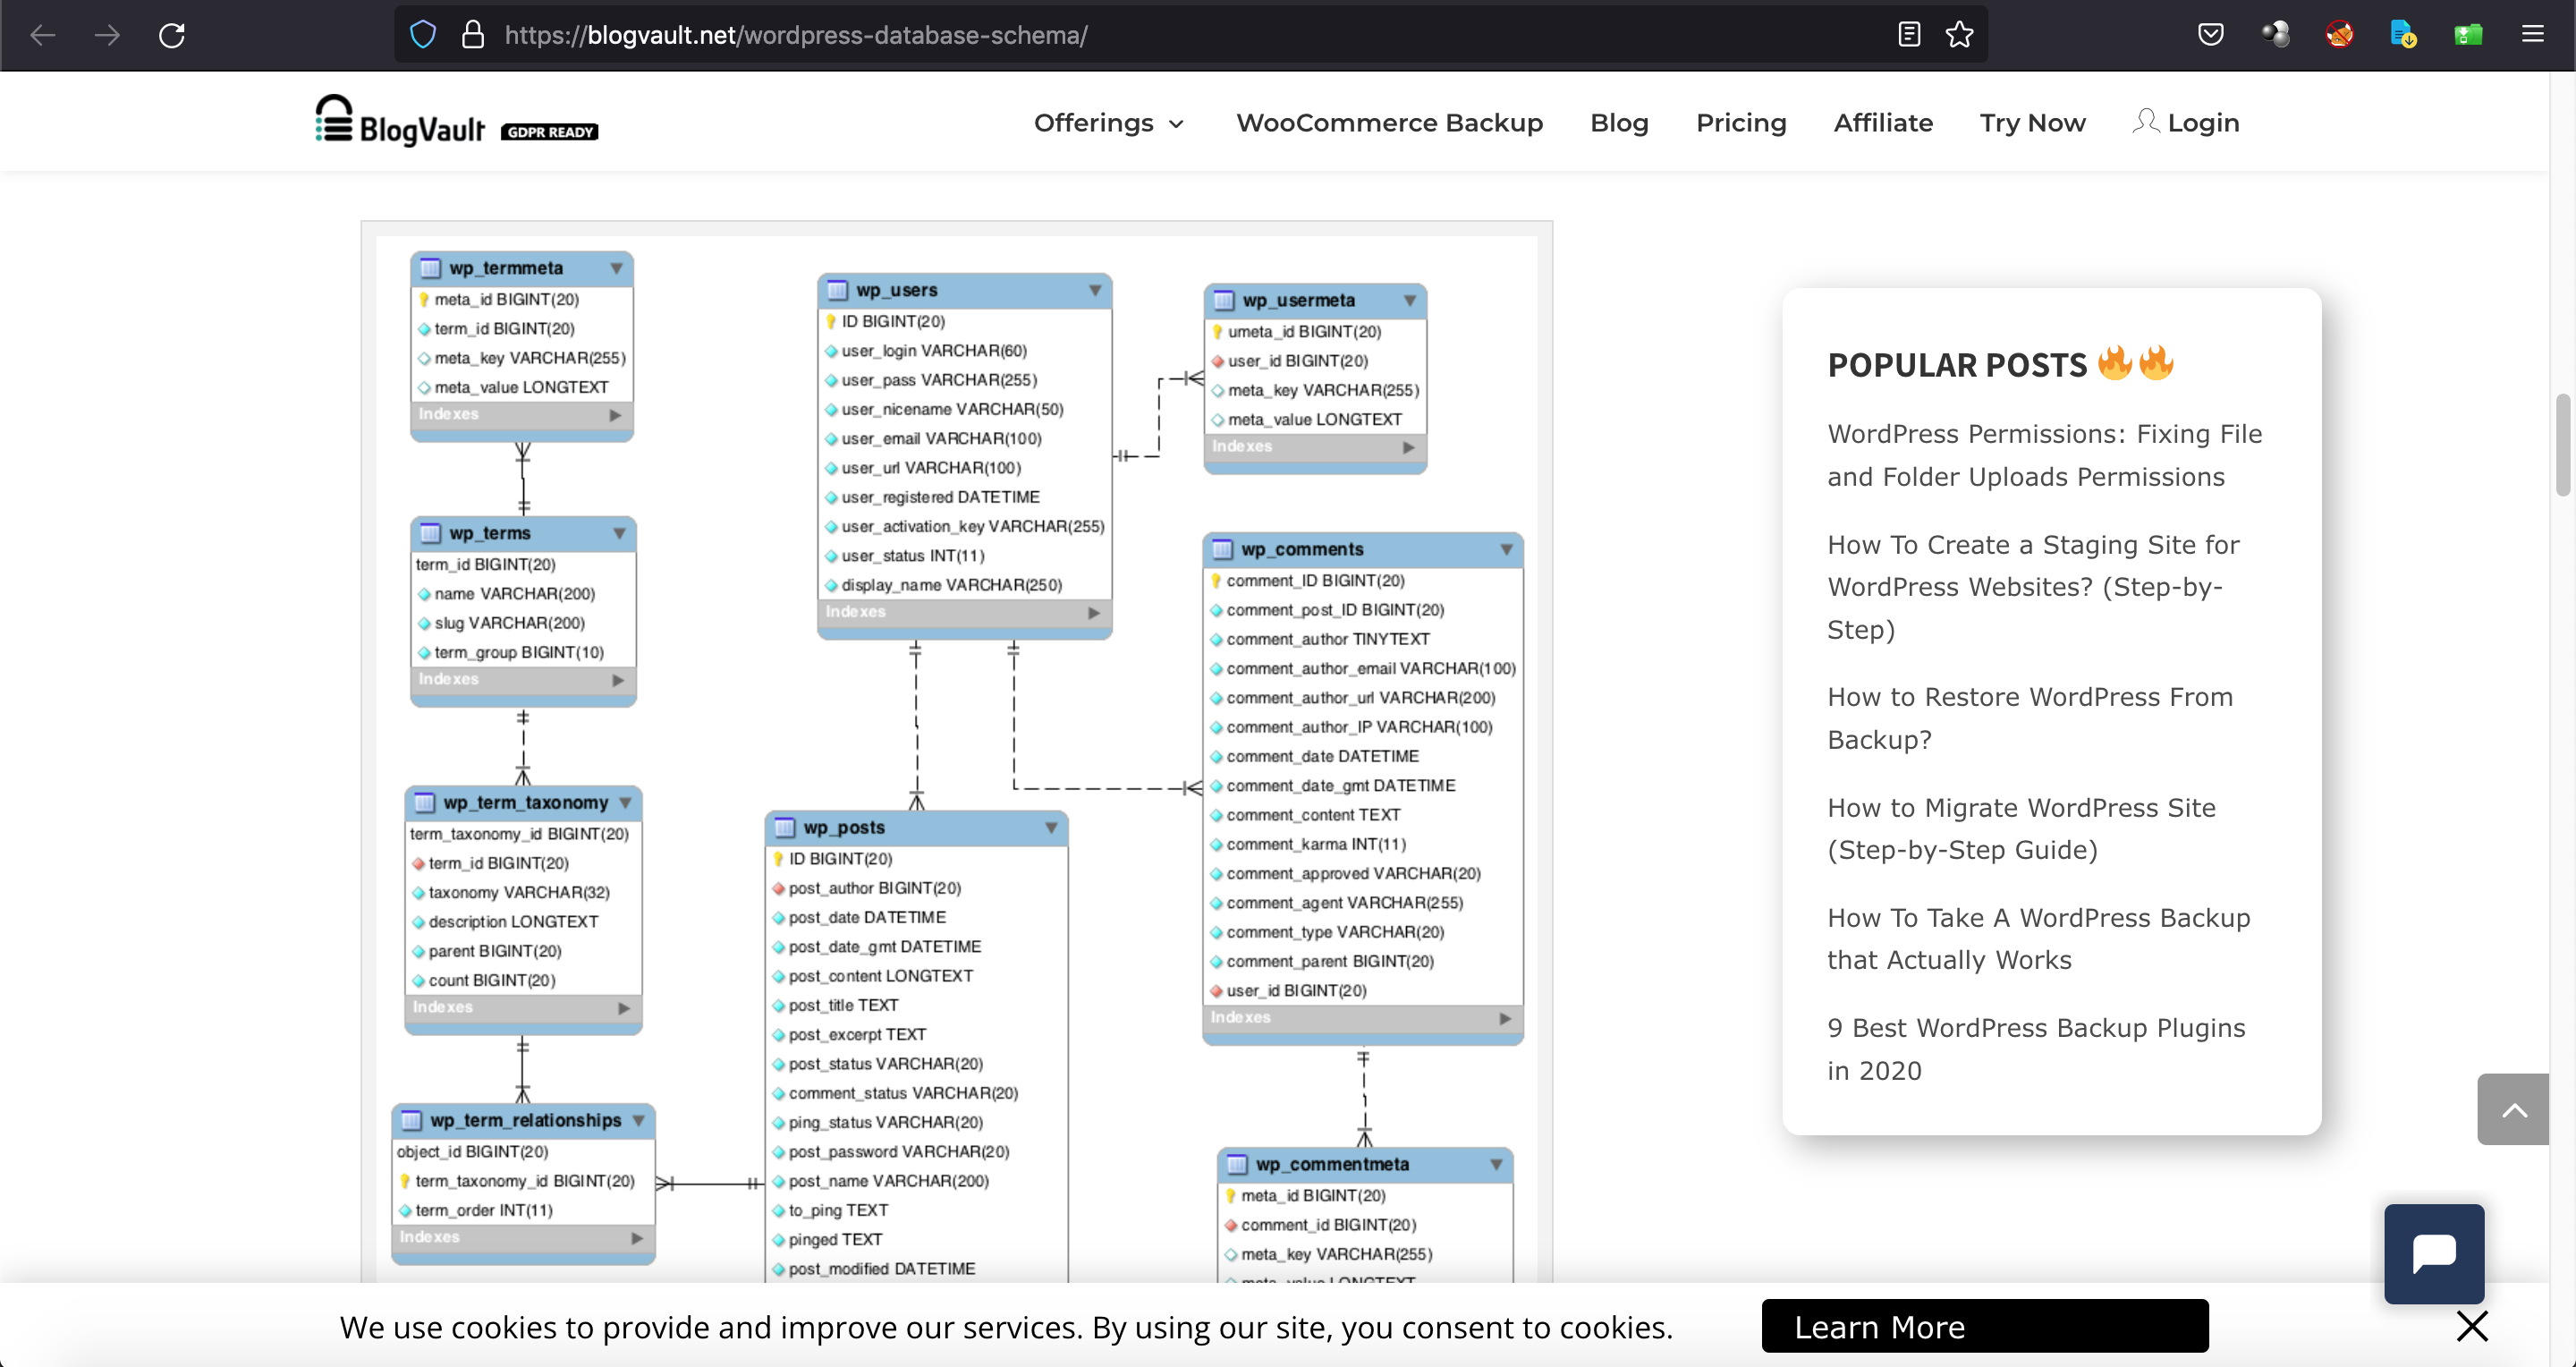 https://blogvault.net/wordpress-database-schema/
BlogVault GDPR READY
Offerings
WooCommerce Backup
Blog
Pricing
Affiliate
Try Now
Login
wp_termmeta
meta_id BIGINT(20)
term_id BIGINT(20)
meta_key VARCHAR(255)
meta_value LONGTEXT
Indexes
wp_terms
term_id BIGINT(20)
name VARCHAR(200)
slug VARCHAR(200)
term_group BIGINT(10)
Indexes
wp_term_taxonomy
term_taxonomy_id BIGINT(20)
term_id BIGINT(20)
taxonomy VARCHAR(32)
description LONGTEXT
parent BIGINT(20)
count BIGINT(20)
Indexes
wp_term_relationships
object_id BIGINT(20)
term_taxonomy_id BIGINT(20)
term_order INT(11)
Indexes
wp_users
ID BIGINT(20)
user_login VARCHAR(60)
user_pass VARCHAR(255)
user_nicename VARCHAR(50)
user_email VARCHAR(100)
user_url VARCHAR(100)
user_registered DATETIME
user_activation_key VARCHAR(255)
user_status INT(11)
display_name VARCHAR(250)
Indexes
wp_posts
ID BIGINT(20)
post_author BIGINT(20)
post_date DATETIME
post_date_gmt DATETIME
post_content LONGTEXT
post_title TEXT
post_excerpt TEXT
post_status VARCHAR(20)
comment_status VARCHAR(20)
ping_status VARCHAR(20)
post_password VARCHAR(20)
post_name VARCHAR(200)
to_ping TEXT
pinged TEXT
post_modified DATETIME
wp_usermeta
umeta_id BIGINT(20)
user_id BIGINT(20)
meta_key VARCHAR(255)
meta_value LONGTEXT
Indexes
wp_comments
comment_ID BIGINT(20)
comment_post_ID BIGINT(20)
comment_author TINYTEXT
comment_author_email VARCHAR(100)
comment_author_url VARCHAR(200)
comment_author_IP VARCHAR(100)
comment_date DATETIME
comment_date_gmt DATETIME
comment_content TEXT
comment_karma INT(11)
comment_approved VARCHAR(20)
comment_agent VARCHAR(255)
comment_type VARCHAR(20)
comment_parent BIGINT(20)
user_id BIGINT(20)
Indexes
wp_commentmeta
meta_id BIGINT(20)
comment_id BIGINT(20)
meta_key VARCHAR(255)
meta_value LONGTEXT
POPULAR POSTS 🔥🔥
WordPress Permissions: Fixing File
and Folder Uploads Permissions
How To Create a Staging Site for
WordPress Websites? (Step-by-
Step)
How to Restore WordPress From
Backup?
How to Migrate WordPress Site
(Step-by-Step Guide)
How To Take A WordPress Backup
that Actually Works
9 Best WordPress Backup Plugins
in 2020
We use cookies to provide and improve our services. By using our site, you consent to cookies.
Learn More